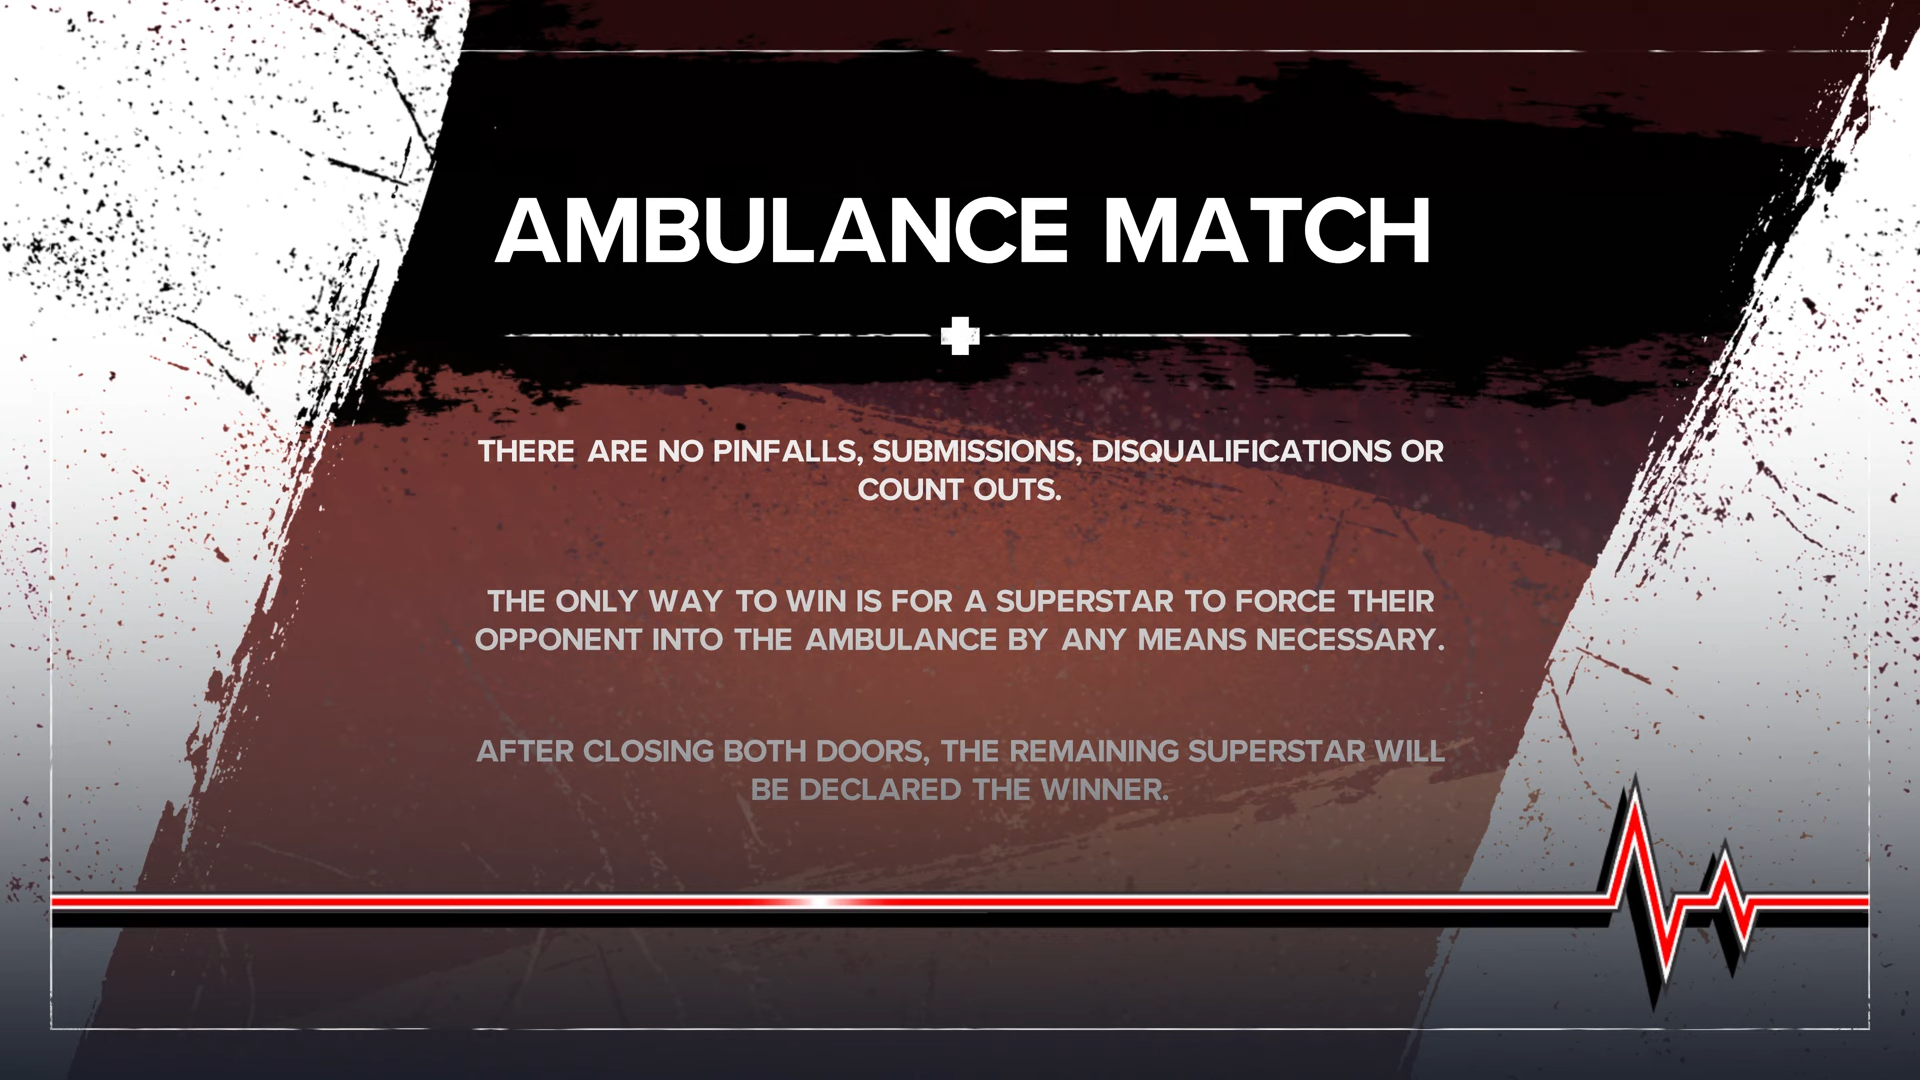 AMBULANCE MATCH
THERE ARE NO PINFALLS, SUBMISSIONS, DISQUALIFICATIONS OR
COUNT OUTS.
THE ONLY WAY TO WIN IS FOR A SUPERSTAR TO FORCE THEIR
OPPONENT INTO THE AMBULANCE BY ANY MEANS NECESSARY.
AFTER CLOSING BOTH DOORS, THE REMAINING SUPERSTAR WILL
BE DECLARED THE WINNER.